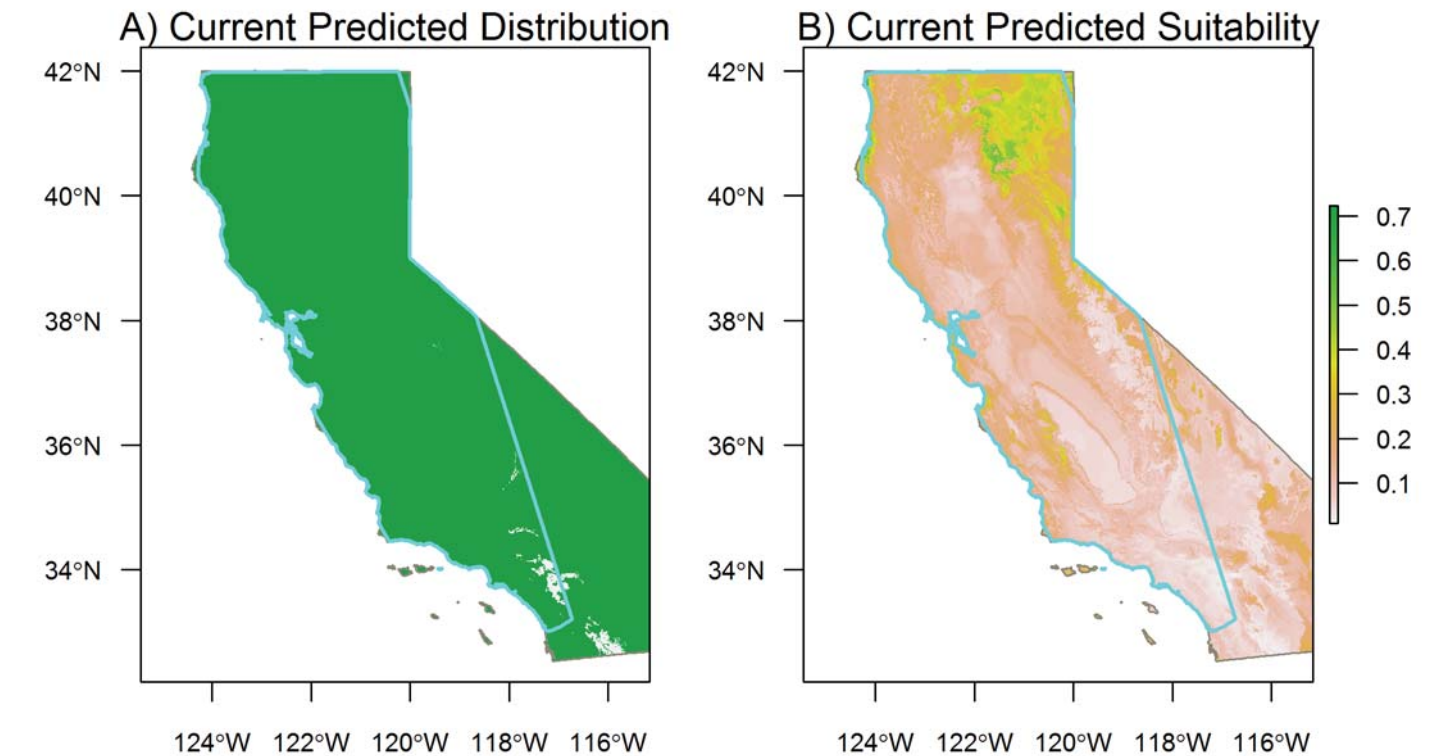 A) Current Predicted Distribution
B) Current Predicted Suitability
42°N
40°N
38°N
36°N
34°N
124°W 122°W 120°W 118°W 116°W
42°N
40°N
38°N
36°N
34°N
124°W 122°W 120°W 118°W 116°W
0.7
0.6
0.5
0.4
0.3
0.2
0.1